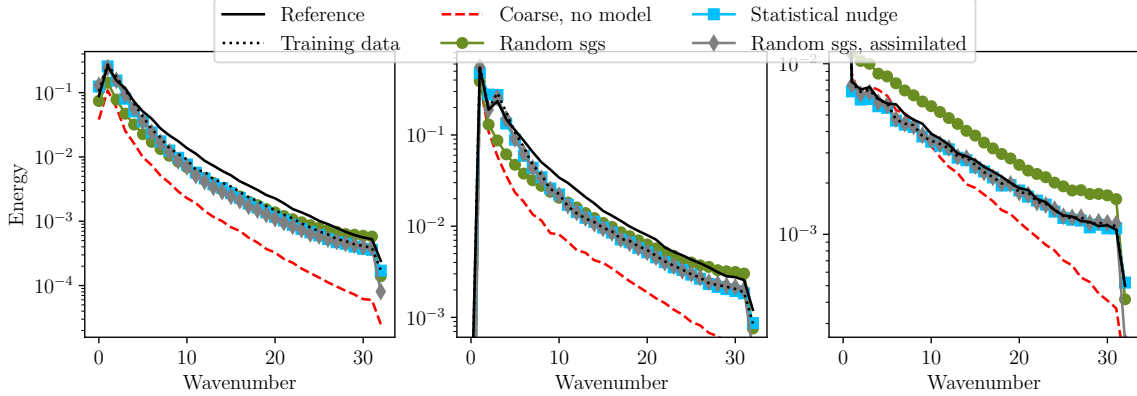 Reference
Coarse, no model
Statistical nudge
Training data
Random sgs
Random sgs, assimilated
Energy
10⁻¹
10⁻²
10⁻³
10⁻⁴
0 10 20 30
Wavenumber
10⁻¹
10⁻²
10⁻³
0 10 20 30
Wavenumber
10⁻²
10⁻³
0 10 20 30
Wavenumber